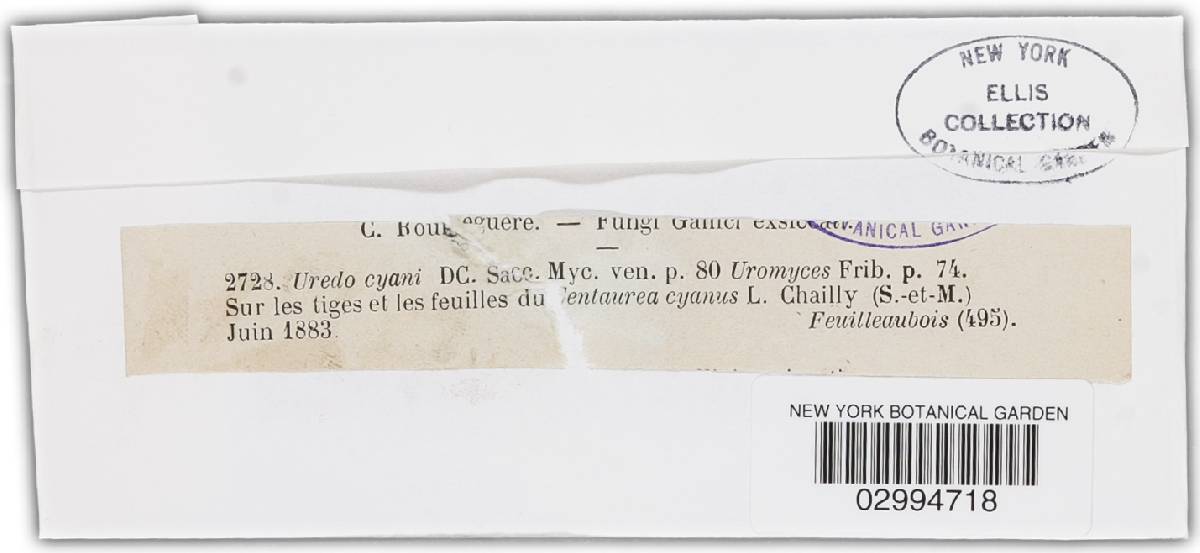 NEW YORK
ELLIS
COLLECTION
BOTANICAL GARDEN
C. Roumeguère. — Fungi Gallici exsiccati.
ANICAL GAR
—
2728. Uredo cyani DC. Sacc. Myc. ven. p. 80 Uromyces Frib. p. 74.
Sur les tiges et les feuilles du Centaurea cyanus L. Chailly (S.-et-M.)
Juin 1883. Feuilleaubois (495).
NEW YORK BOTANICAL GARDEN
02994718